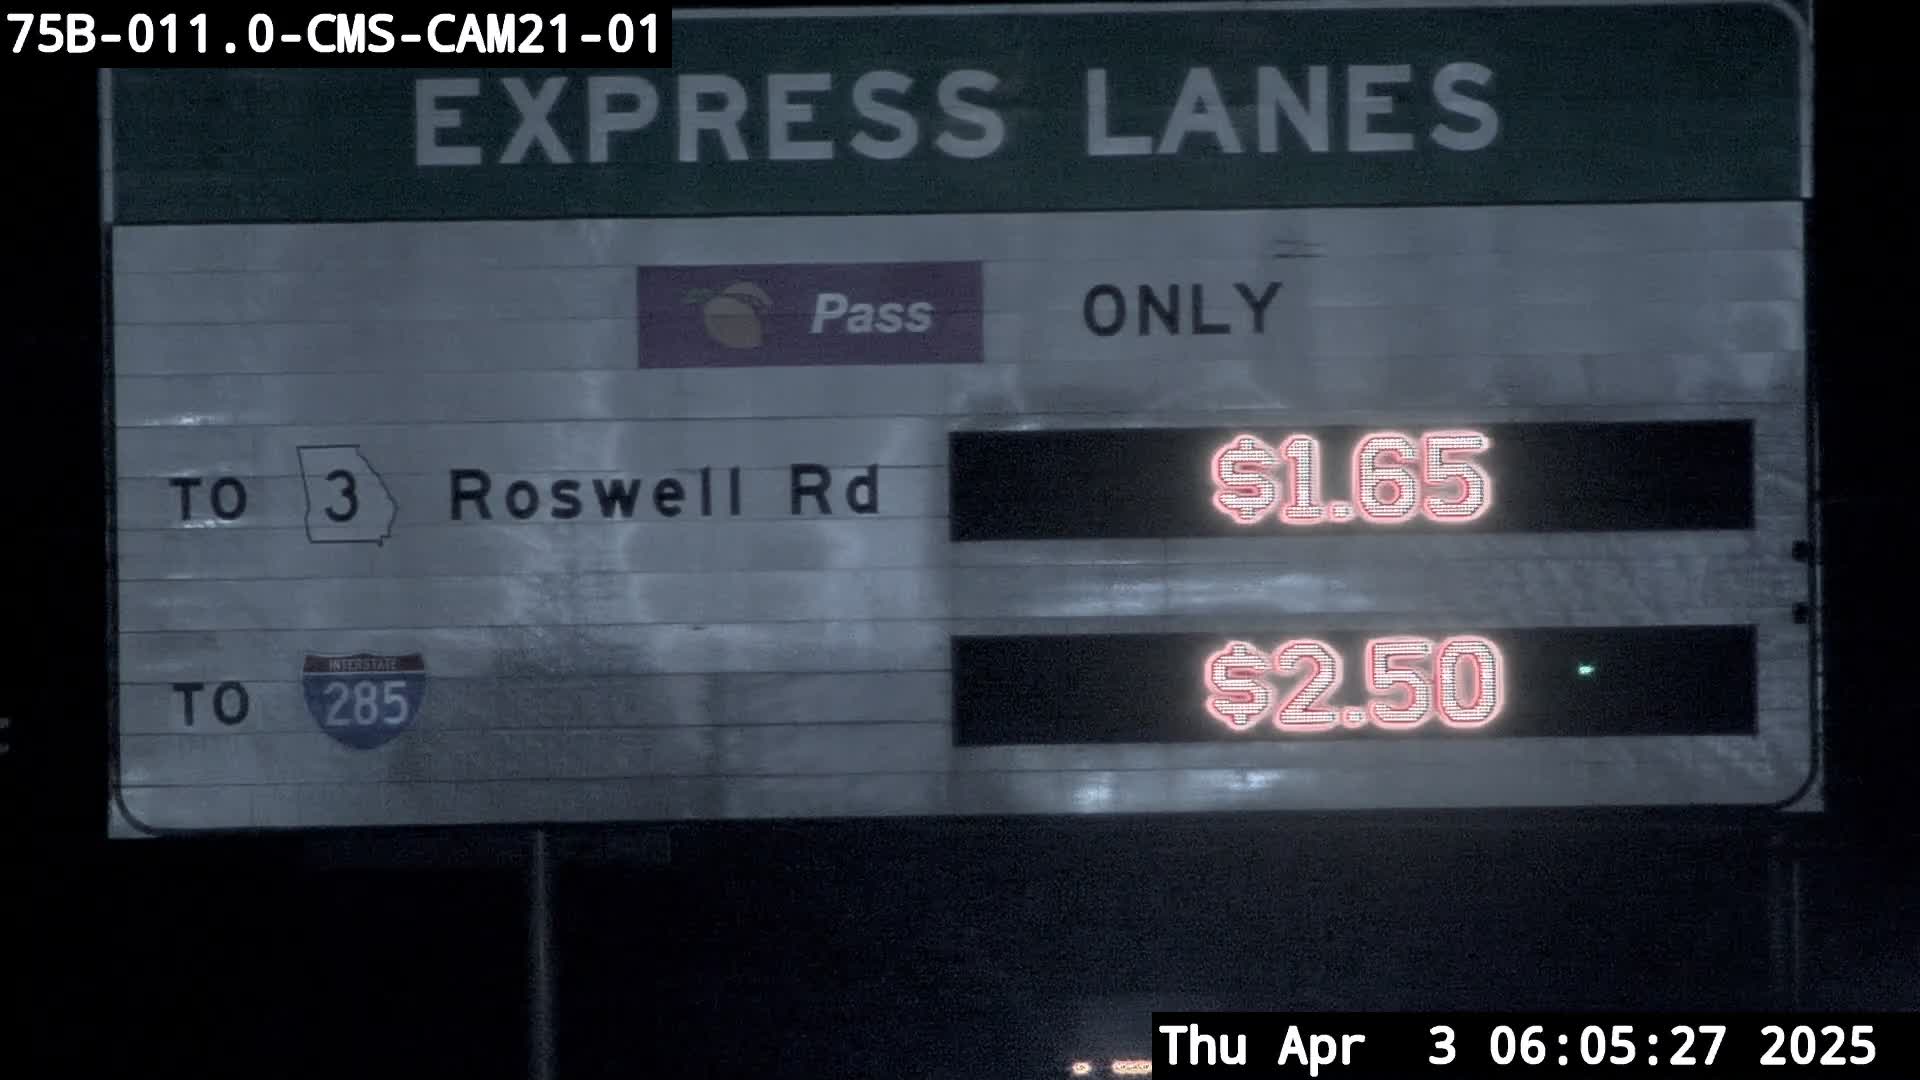 75B-011.0-CMS-CAM21-01
EXPRESS LANES
Pass ONLY
TO 3 Roswell Rd $1.65
INTERSTATE
TO 285 $2.50
Thu Apr 3 06:05:27 2025